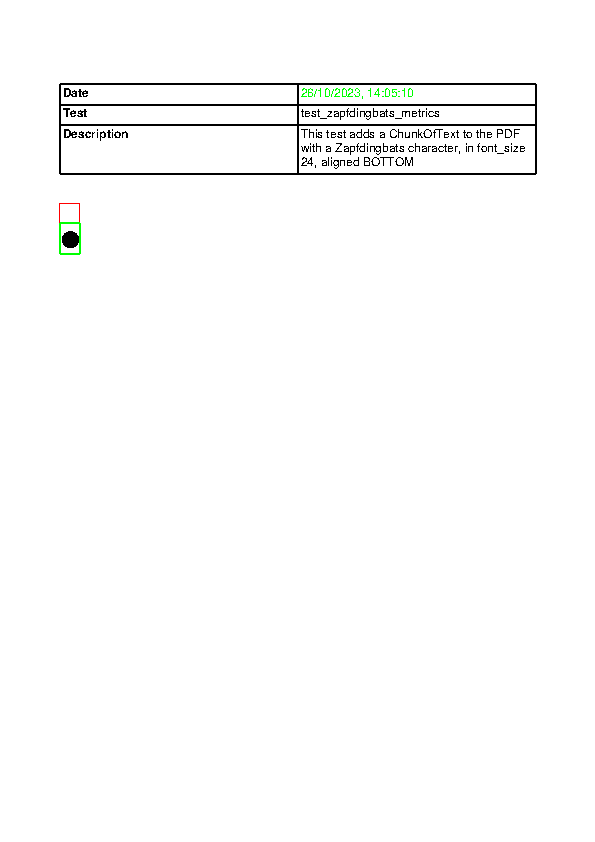 Date 26/10/2023, 14:05:10
Test test_zapfdingbats_metrics
Description This test adds a ChunkOfText to the PDF
with a Zapfdingbats character, in font_size
24, aligned BOTTOM
●